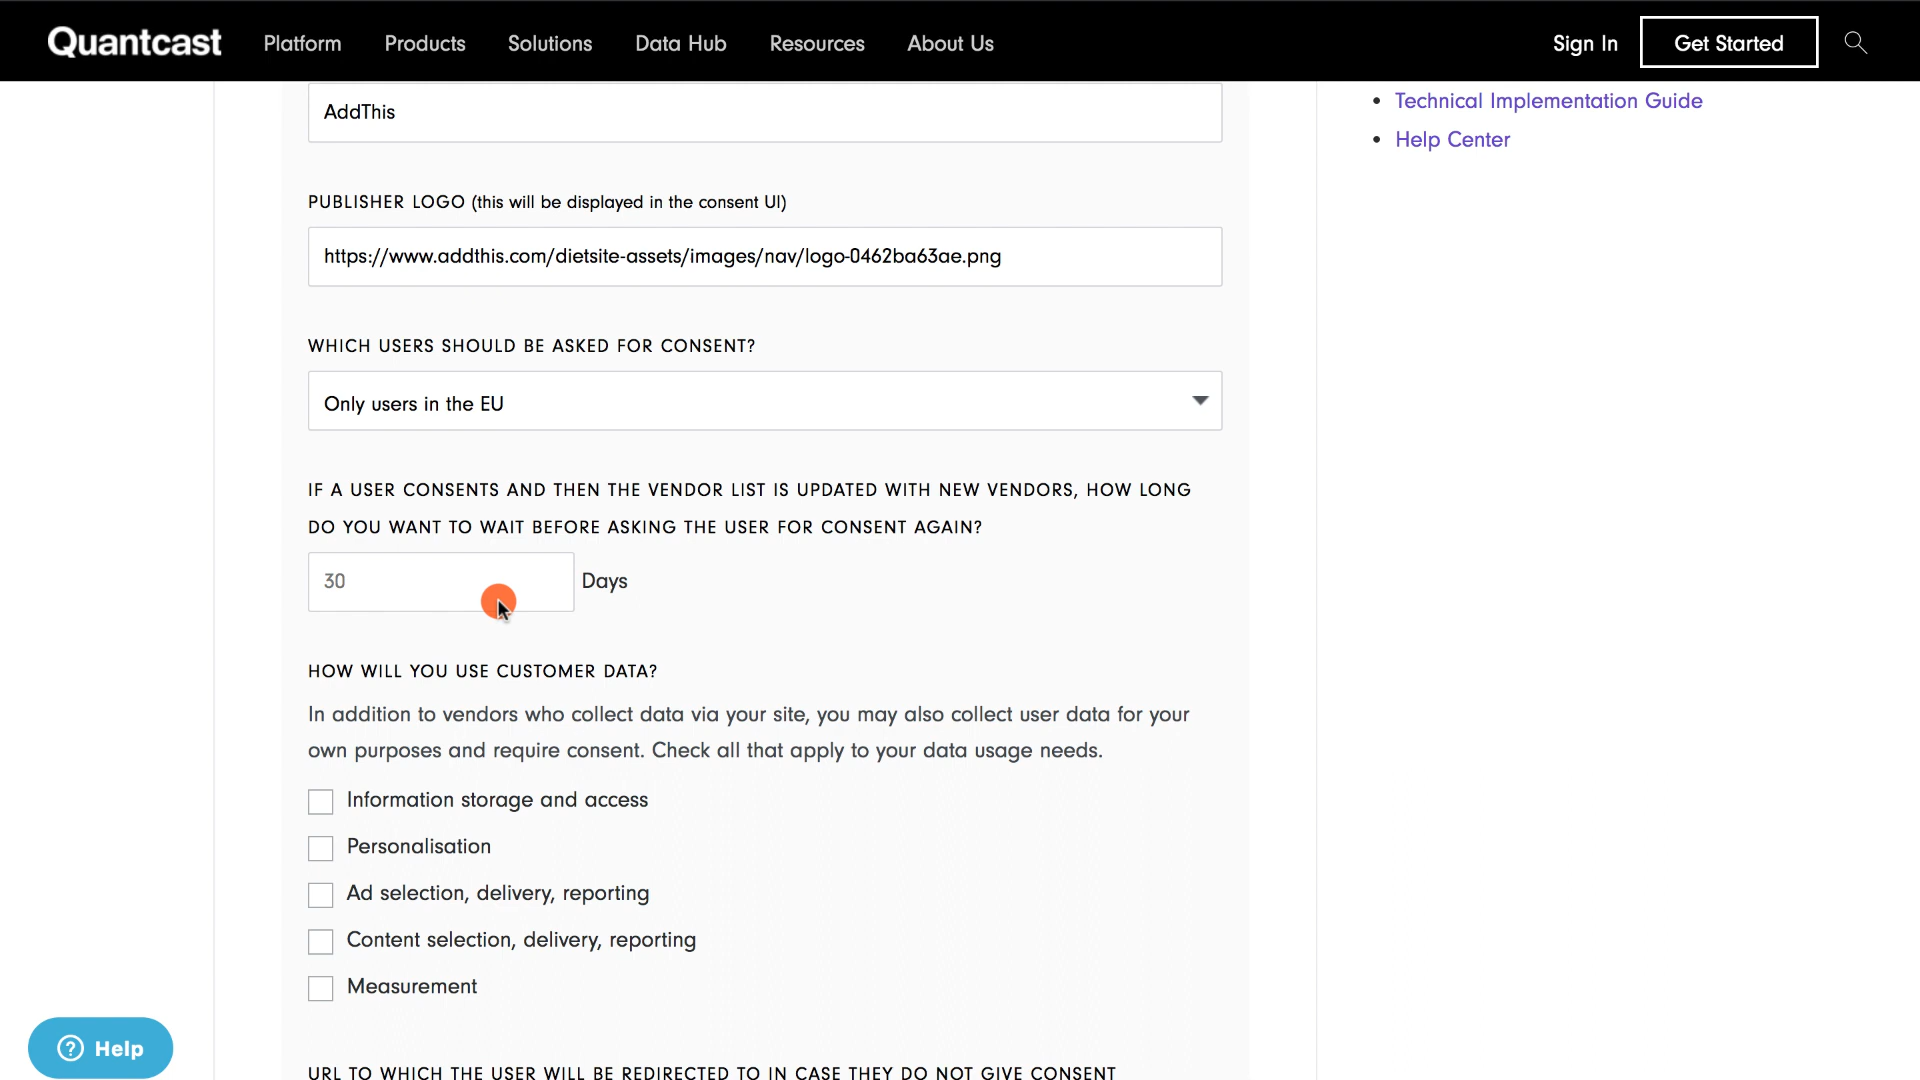 Quantcast Platform Products Solutions Data Hub Resources About Us Sign In Get Started
AddThis
• Technical Implementation Guide
• Help Center
PUBLISHER LOGO (this will be displayed in the consent UI)
https://www.addthis.com/dietsite-assets/images/nav/logo-0462ba63ae.png
WHICH USERS SHOULD BE ASKED FOR CONSENT?
Only users in the EU
IF A USER CONSENTS AND THEN THE VENDOR LIST IS UPDATED WITH NEW VENDORS, HOW LONG
DO YOU WANT TO WAIT BEFORE ASKING THE USER FOR CONSENT AGAIN?
30 Days
HOW WILL YOU USE CUSTOMER DATA?
In addition to vendors who collect data via your site, you may also collect user data for your
own purposes and require consent. Check all that apply to your data usage needs.
Information storage and access
Personalisation
Ad selection, delivery, reporting
Content selection, delivery, reporting
Measurement
? Help
URL TO WHICH THE USER WILL BE REDIRECTED TO IN CASE THEY DO NOT GIVE CONSENT